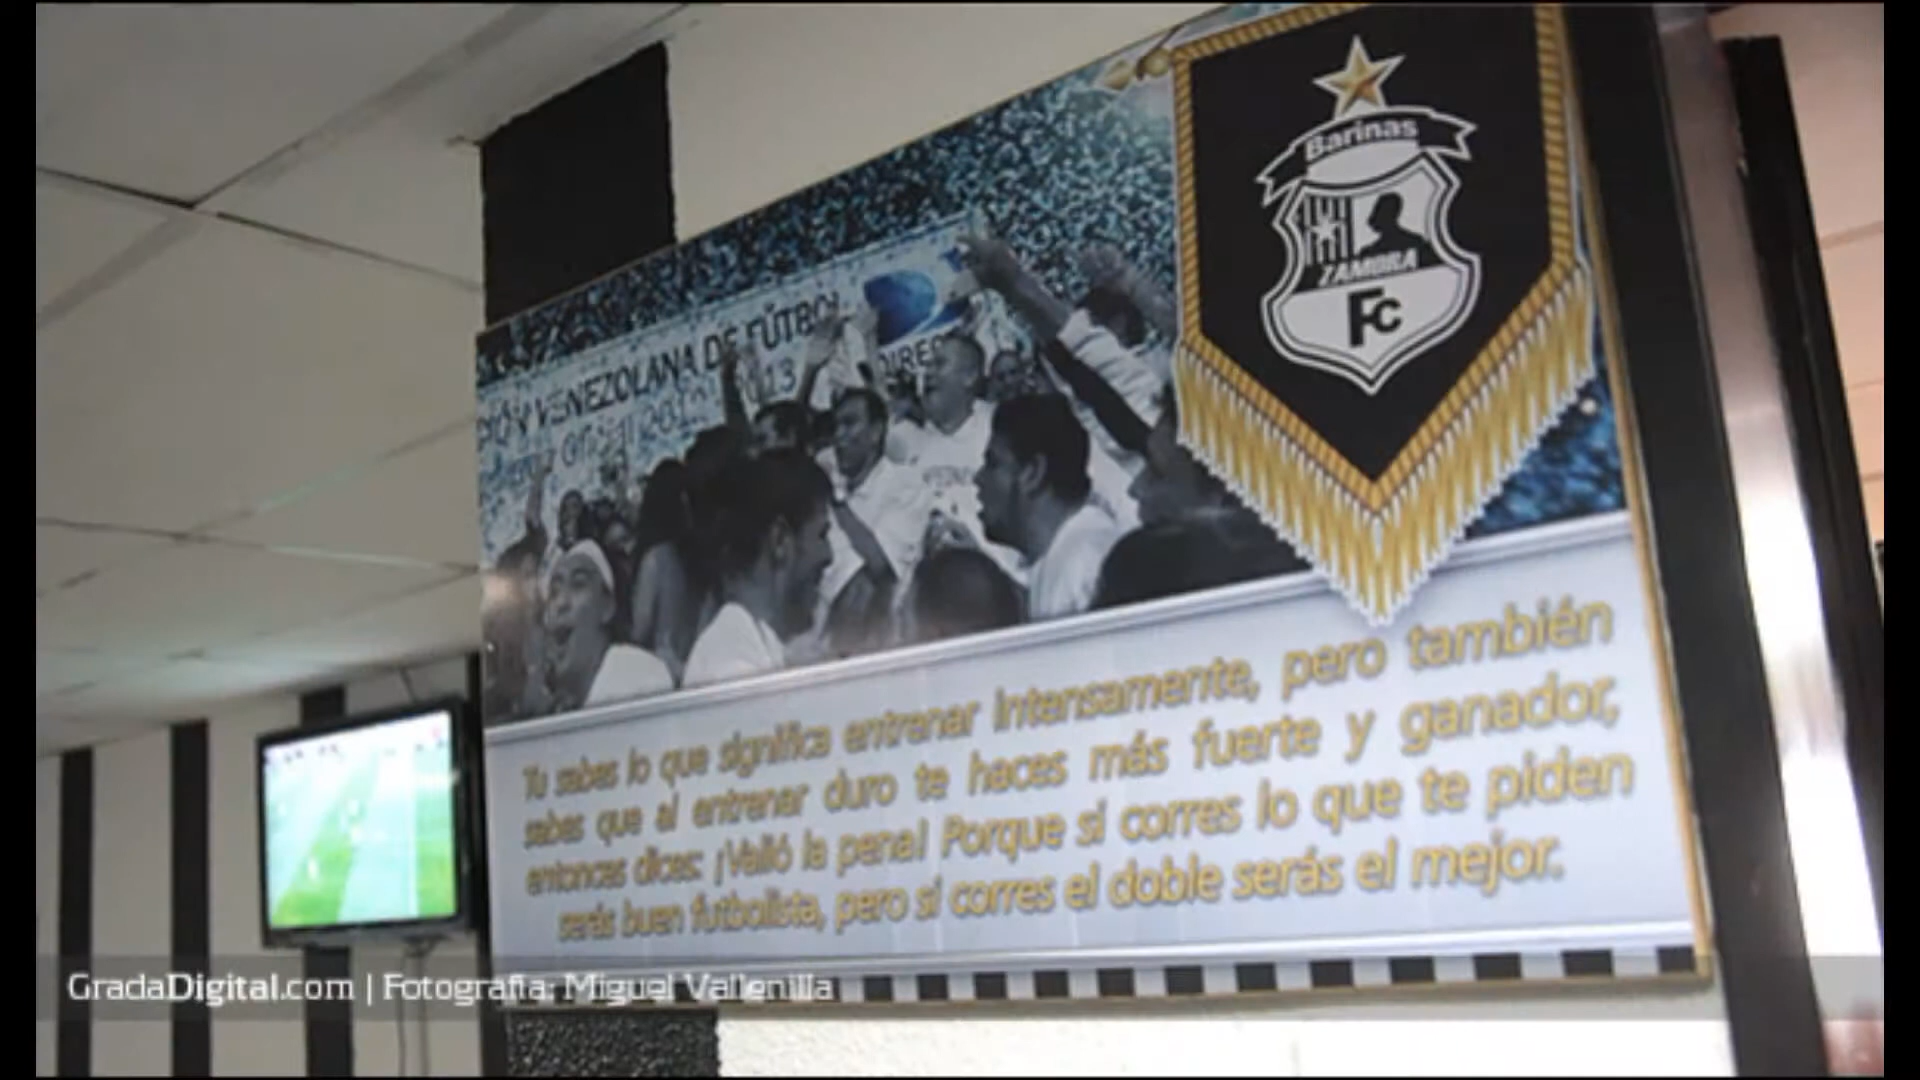 Barinas
ZAMORA
FC
VENEZOLANA DE FÚTBOL
Tu sabes lo que significa entrenar intensamente, pero también
sabes que al entrenar duro te haces más fuerte y ganador,
entonces dices: ¡Valió la pena! Porque si corres lo que te piden
serás buen futbolista, pero si corres el doble serás el mejor.
GradaDigital.com | Fotografía: Miguel Vallenilla